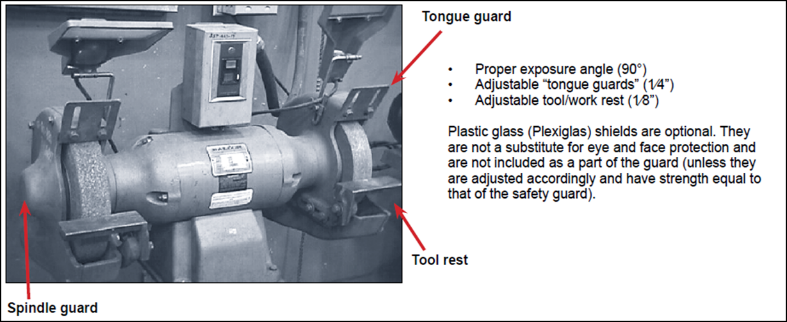 Tongue guard
• Proper exposure angle (90°)
• Adjustable “tongue guards” (1⁄4”)
• Adjustable tool/work rest (1⁄8”)
Plastic glass (Plexiglas) shields are optional. They
are not a substitute for eye and face protection and
are not included as a part of the guard (unless they
are adjusted accordingly and have strength equal to
that of the safety guard).
Tool rest
Spindle guard